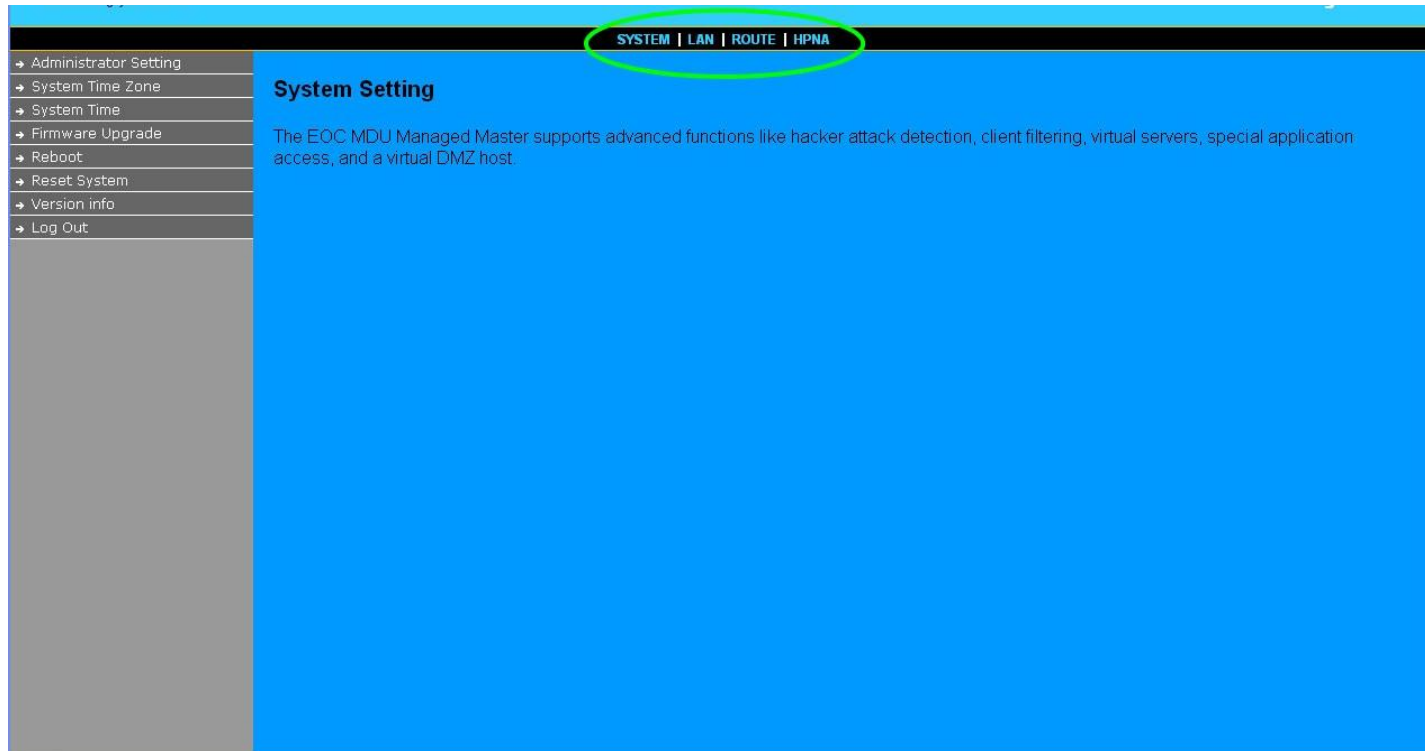 SYSTEM | LAN | ROUTE | HPNA
Administrator Setting
System Time Zone
System Time
Firmware Upgrade
Reboot
Reset System
Version info
Log Out
System Setting
The EOC MDU Managed Master supports advanced functions like hacker attack detection, client filtering, virtual servers, special application
access, and a virtual DMZ host.